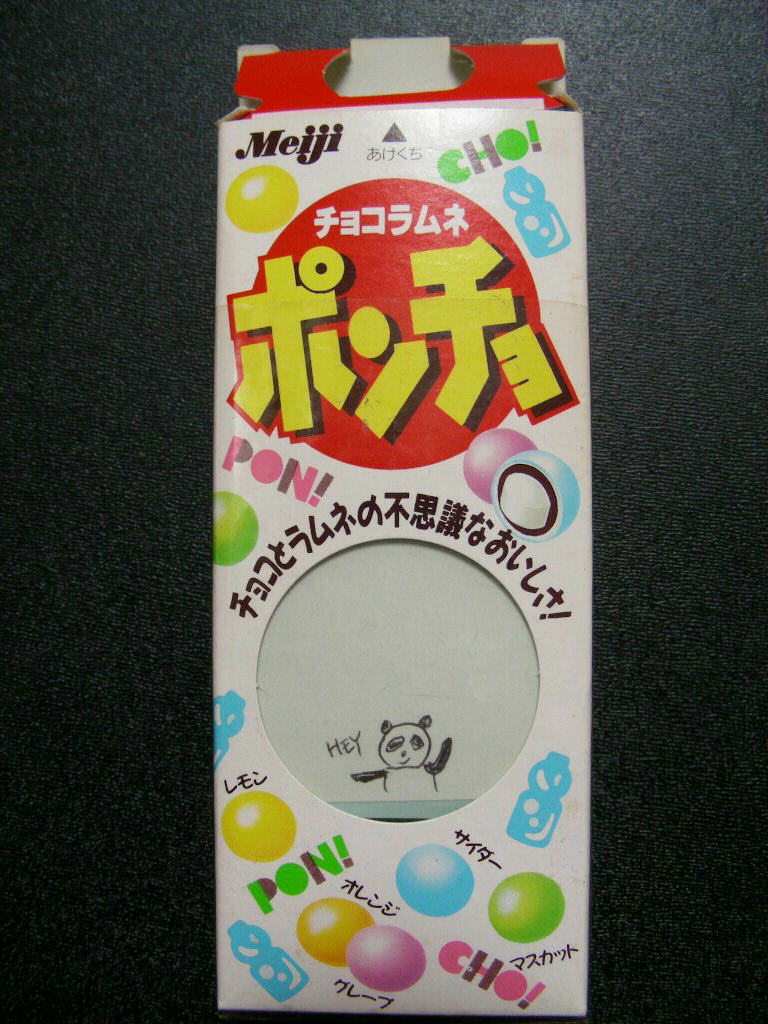 Meiji
あけくち
CHO!
チョコラムネ
ポンチョ
PON!
チョコとラムネの不思議なおいしさ!
HEY
レモン
サイダー
PON!
オレンジ
マスカット
CHO!
グレープ